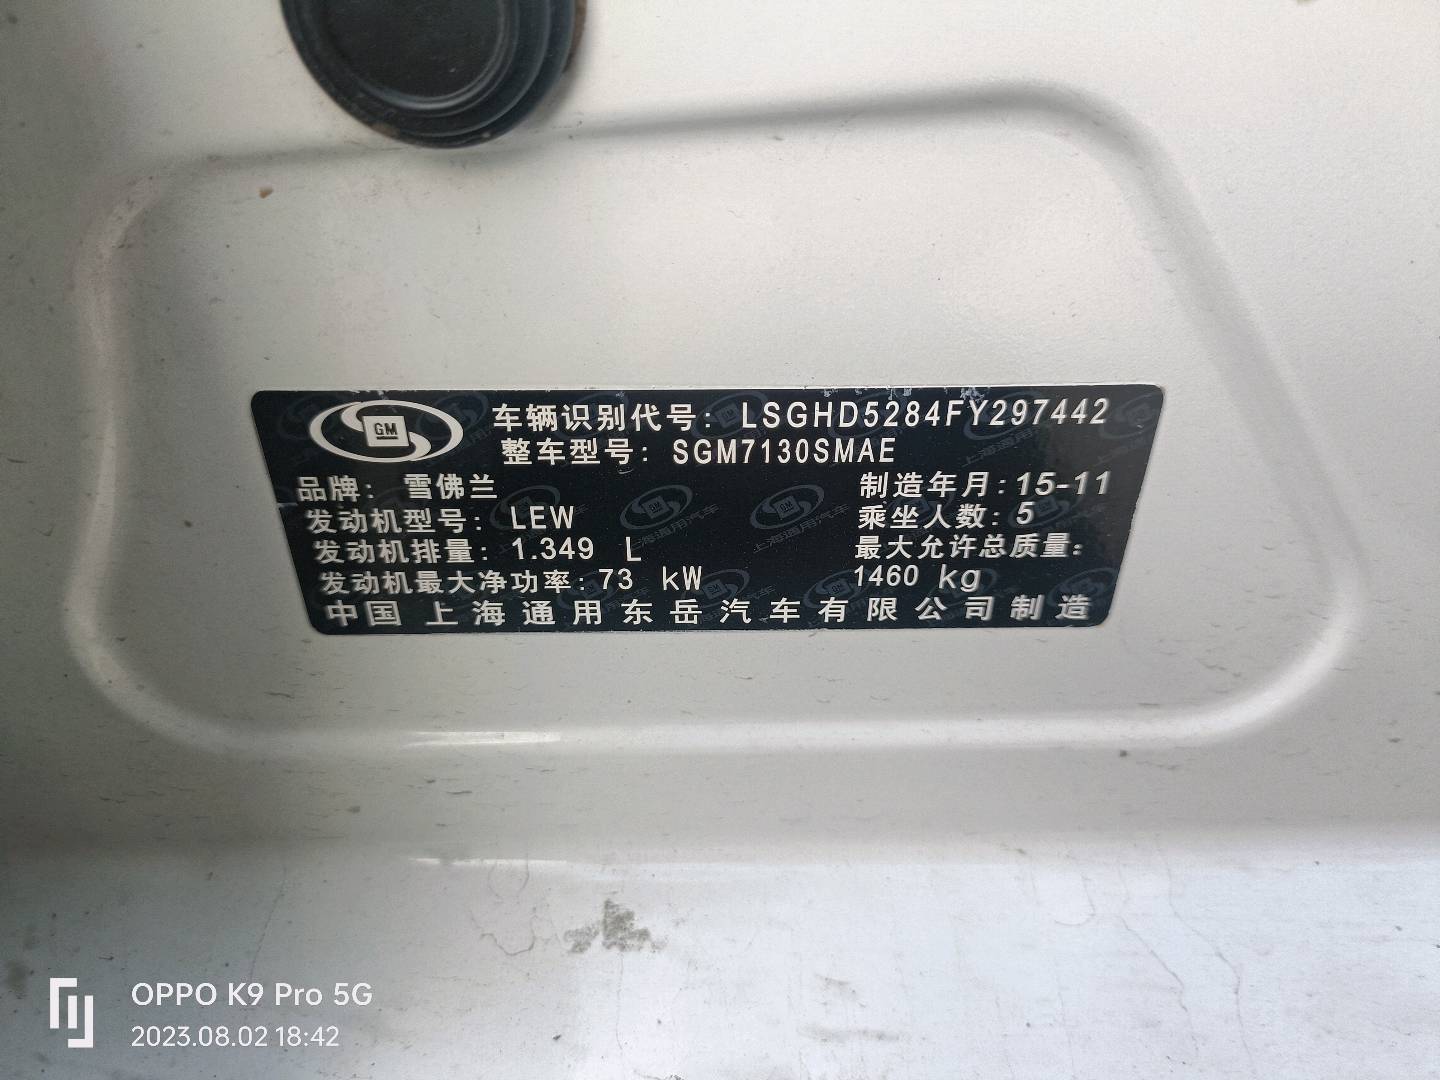 GM
车辆识别代号: LSGHD5284FY297442
整车型号: SGM7130SMAE
品牌: 雪佛兰 制造年月:15-11
发动机型号: LEW 乘坐人数: 5
发动机排量: 1.349 L 最大允许总质量:
发动机最大净功率:73 kW 1460 kg
中国 上海通用东岳汽车有限公司制造
OPPO K9 Pro 5G
2023.08.02 18:42